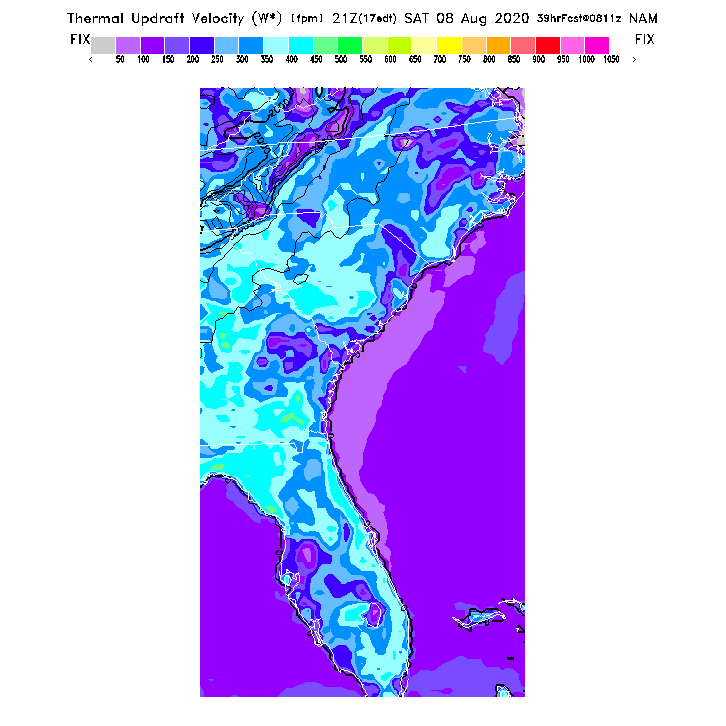 Thermal Updraft Velocity (W*) [fpm] 21Z(17edt) SAT 08 Aug 2020 39hrFcst@0811z NAM
FIX FIX
< 50 100 150 200 250 300 350 400 450 500 550 600 650 700 750 800 850 900 950 1000 1050 >